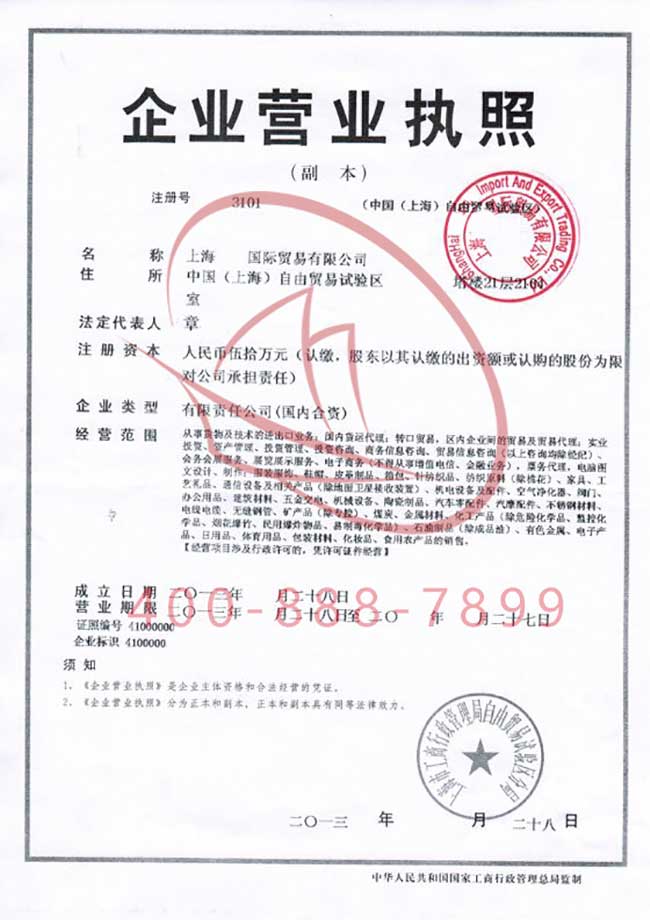 企业营业执照
（副 本）
注册号 3101 （中国（上海）自由贸易试验区）
Import And Export Trading Co.,
ShangHai
上海 国际贸易有限公司
名 称 上海 国际贸易有限公司
住 所 中国（上海）自由贸易试验区 塔楼21层2101
室
法定代表人 章
注册资本 人民币伍拾万元（认缴，股东以其认缴的出资额或认购的股份为限
对公司承担责任）
企业类型 有限责任公司(国内合资)
经营范围 从事货物及技术的进出口业务；国内货运代理；转口贸易，区内企业间的贸易及贸易代理；实业
投资、资产管理、投资管理、投资咨询、商务信息咨询、贸易信息咨询（以上咨询均除经纪）、
会务会展服务、展览展示服务、电子商务（不得从事增值电信、金融业务），票务代理，电脑图
文设计、制作；服装服饰、鞋帽、皮革制品、箱包、针纺织品、纺织原料（除棉花）、家具、工
艺礼品、通信设备及相关产品（除地面卫星接收装置）、机电设备及配件、空气净化器、阀门、
办公用品、建筑材料、五金交电、机械设备、陶瓷制品、汽车零配件、汽摩配件、不锈钢材料、
电线电缆、无缝钢管、矿产品（除专控）、煤炭、金属材料、化工产品（除危险化学品、监控化
学品、烟花爆竹、民用爆炸物品、易制毒化学品）、石油制品（除成品油）、有色金属、电子产
品、日用品、体育用品、包装材料、化妆品、食用农产品的销售。
【经营项目涉及行政许可的，凭许可证件经营】
成立日期 二〇一三年 月二十八日
400-888-7899
营业期限 二〇一三年 月二十八日至二〇 年 月二十七日
证照编号 41000000
企业标识 41000000
须 知
1、《企业营业执照》是企业主体资格和合法经营的凭证。
2、《企业营业执照》分为正本和副本，正本和副本具有同等法律效力。
上海市工商行政管理局自由贸易试验区分局
二〇一三 年 月 二十八 日
中华人民共和国国家工商行政管理总局监制